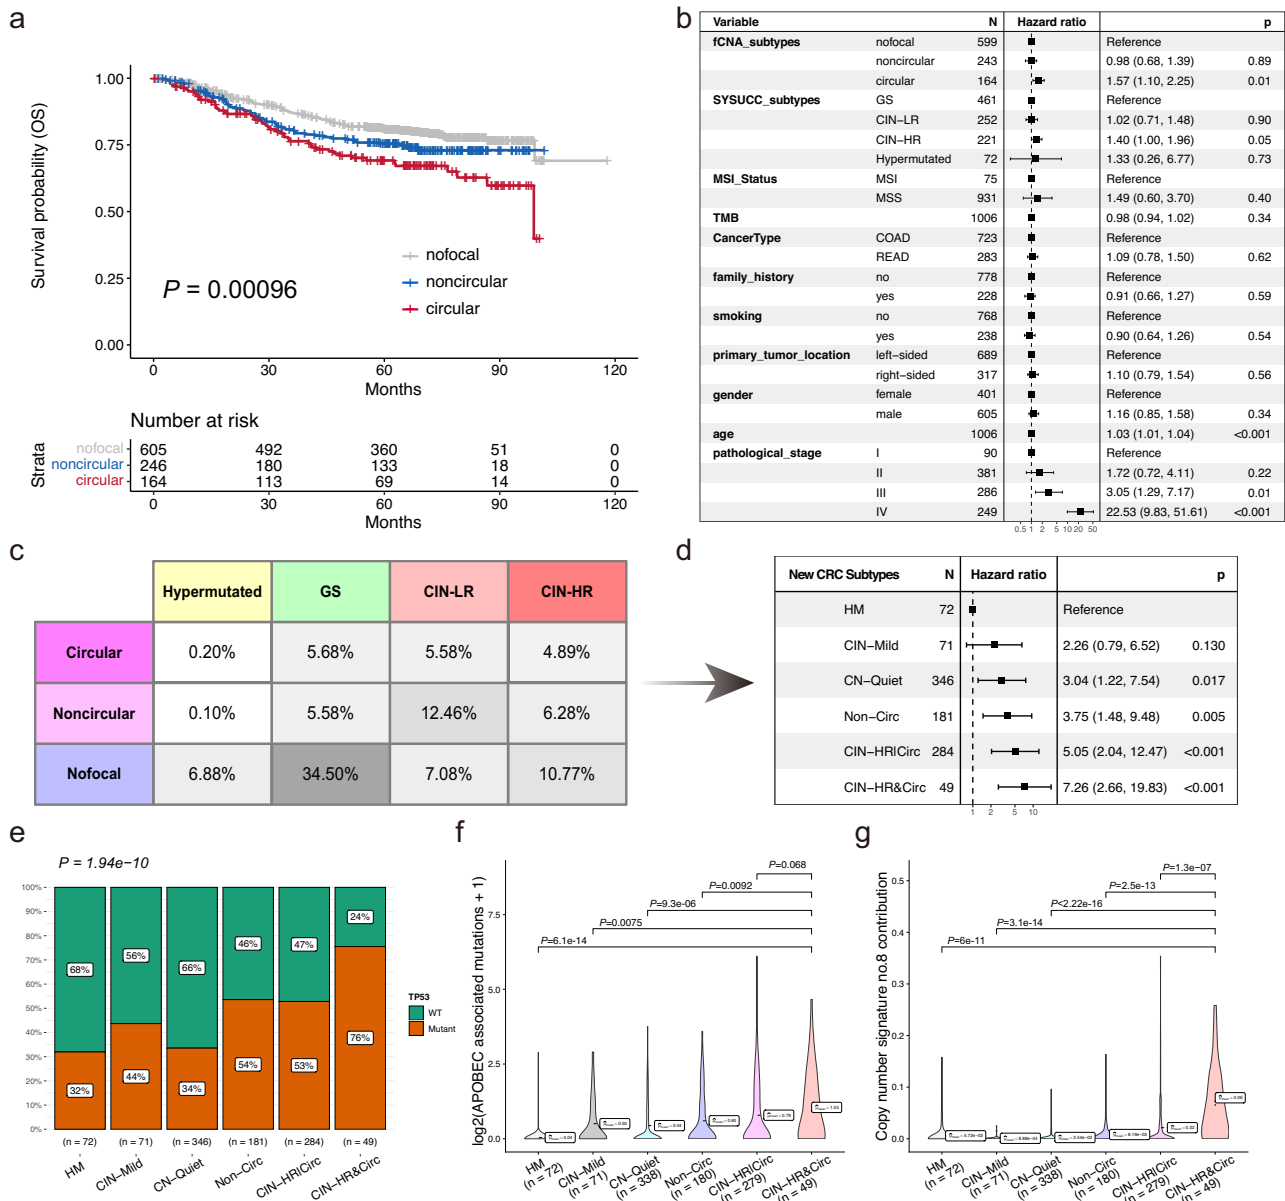 a
Survival probability (OS)
1.00
0.75
0.50
0.25
0.00
nofocal
noncircular
circular
P = 0.00096
0 30 60 90 120
Months
Number at risk
Strata
nofocal 605 492 360 51 0
noncircular 246 180 133 18 0
circular 164 113 69 14 0
0 30 60 90 120
Months
b
Variable N Hazard ratio p
fCNA_subtypes nofocal 599 Reference
noncircular 243 0.98 (0.68, 1.39) 0.89
circular 164 1.57 (1.10, 2.25) 0.01
SYSUCC_subtypes GS 461 Reference
CIN−LR 252 1.02 (0.71, 1.48) 0.90
CIN−HR 221 1.40 (1.00, 1.96) 0.05
Hypermutated 72 1.33 (0.26, 6.77) 0.73
MSI_Status MSI 75 Reference
MSS 931 1.49 (0.60, 3.70) 0.40
TMB 1006 0.98 (0.94, 1.02) 0.34
CancerType COAD 723 Reference
READ 283 1.09 (0.78, 1.50) 0.62
family_history no 778 Reference
yes 228 0.91 (0.66, 1.27) 0.59
smoking no 768 Reference
yes 238 0.90 (0.64, 1.26) 0.54
primary_tumor_location left−sided 689 Reference
right−sided 317 1.10 (0.79, 1.54) 0.56
gender female 401 Reference
male 605 1.16 (0.85, 1.58) 0.34
age 1006 1.03 (1.01, 1.04) <0.001
pathological_stage I 90 Reference
II 381 1.72 (0.72, 4.11) 0.22
III 286 3.05 (1.29, 7.17) 0.01
IV 249 22.53 (9.83, 51.61) <0.001
0.5 1 2 5 10 20 50
c
Hypermutated GS CIN-LR CIN-HR
Circular 0.20% 5.68% 5.58% 4.89%
Noncircular 0.10% 5.58% 12.46% 6.28%
Nofocal 6.88% 34.50% 7.08% 10.77%
d
New CRC Subtypes N Hazard ratio p
HM 72 Reference
CIN−Mild 71 2.26 (0.79, 6.52) 0.130
CN−Quiet 346 3.04 (1.22, 7.54) 0.017
Non−Circ 181 3.75 (1.48, 9.48) 0.005
CIN−HR|Circ 284 5.05 (2.04, 12.47) <0.001
CIN−HR&Circ 49 7.26 (2.66, 19.83) <0.001
1 2 5 10
e
P = 1.94e−10
100%
90%
80%
70%
60%
50%
40%
30%
20%
10%
0%
68% 56% 66% 46% 47% 24%
32% 44% 34% 54% 53% 76%
TP53
WT
Mutant
(n = 72) (n = 71) (n = 346) (n = 181) (n = 284) (n = 49)
HM CIN−Mild CN−Quiet Non−Circ CIN−HR|Circ CIN−HR&Circ
f
log2(APOBEC associated mutations + 1)
7.5
5.0
2.5
0.0
P=0.068
P=0.0092
P=9.3e-06
P=0.0075
P=6.1e-14
HM (n = 72)
CIN−Mild (n = 71)
CN−Quiet (n = 338)
Non−Circ (n = 180)
CIN−HR|Circ (n = 279)
CIN−HR&Circ (n = 49)
g
Copy number signature no.8 contribution
0.5
0.4
0.3
0.2
0.1
0.0
P=1.3e−07
P=2.5e-13
P<2.22e-16
P=3.1e-14
P=6e-11
HM (n = 72)
CIN−Mild (n = 71)
CN−Quiet (n = 338)
Non−Circ (n = 180)
CIN−HR|Circ (n = 279)
CIN−HR&Circ (n = 49)